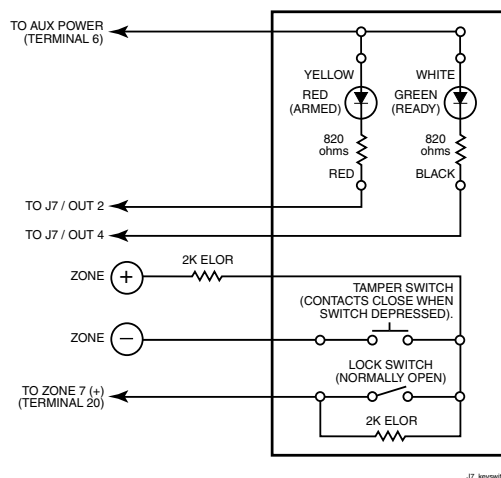 TO AUX POWER
(TERMINAL 6)
YELLOW
WHITE
RED
(ARMED)
GREEN
(READY)
820
ohms
820
ohms
RED
BLACK
TO J7 / OUT 2
TO J7 / OUT 4
2K ELOR
ZONE
+
TAMPER SWITCH
(CONTACTS CLOSE WHEN
SWITCH DEPRESSED).
ZONE
–
LOCK SWITCH
(NORMALLY OPEN)
TO ZONE 7 (+)
(TERMINAL 20)
2K ELOR